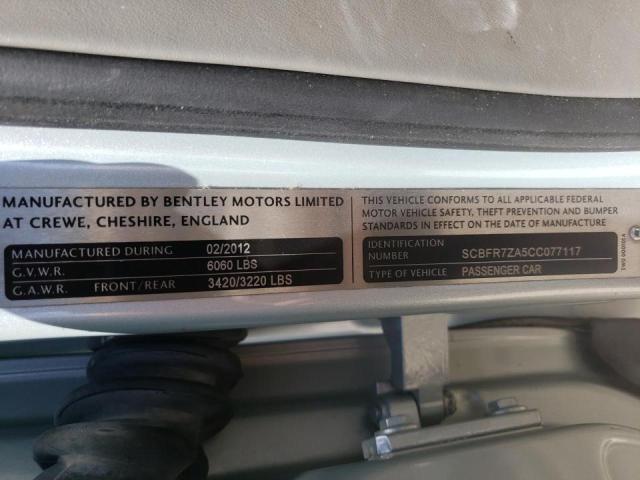 MANUFACTURED BY BENTLEY MOTORS LIMITED
AT CREWE, CHESHIRE, ENGLAND
MANUFACTURED DURING 02/2012
G.V.W.R. 6060 LBS
G.A.W.R. FRONT/REAR 3420/3220 LBS
THIS VEHICLE CONFORMS TO ALL APPLICABLE FEDERAL
MOTOR VEHICLE SAFETY, THEFT PREVENTION AND BUMPER
STANDARDS IN EFFECT ON THE DATE OF MANUFACTURE
IDENTIFICATION
NUMBER SCBFR7ZA5CC077117
TYPE OF VEHICLE PASSENGER CAR